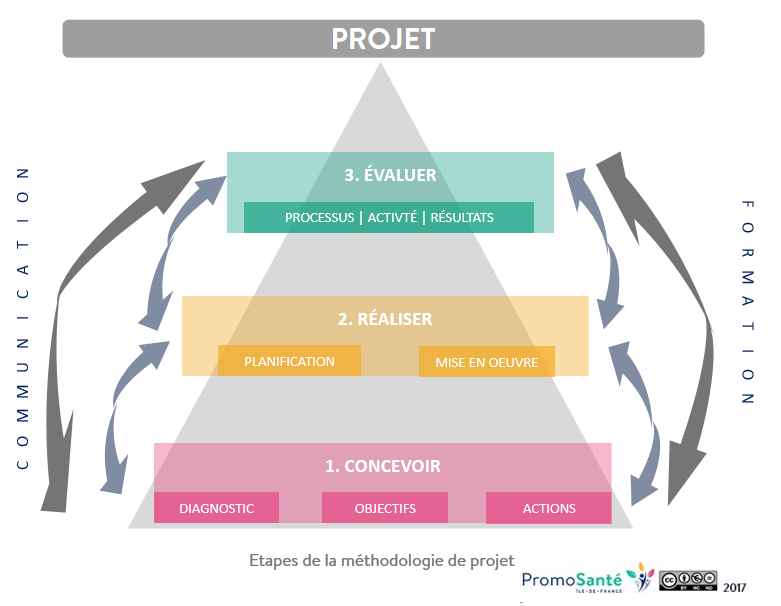 PROJET
3. ÉVALUER
PROCESSUS | ACTIVTÉ | RÉSULTATS
2. RÉALISER
PLANIFICATION
MISE EN OEUVRE
1. CONCEVOIR
DIAGNOSTIC
OBJECTIFS
ACTIONS
COMMUNICATION
FORMATION
Etapes de la méthodologie de projet
PromoSanté
ÎLE-DE-FRANCE
cc
BY NC ND
2017